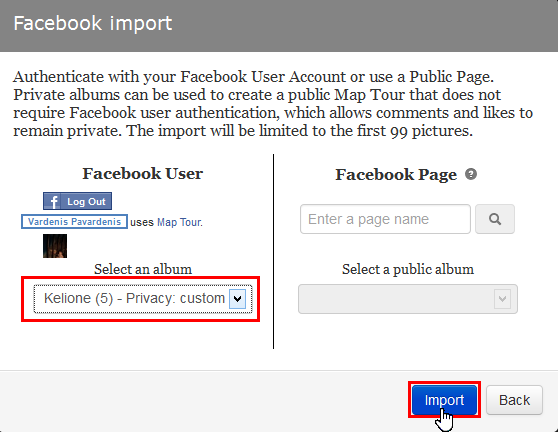 Facebook import
Authenticate with your Facebook User Account or use a Public Page.
Private albums can be used to create a public Map Tour that does not
require Facebook user authentication, which allows comments and likes to
remain private. The import will be limited to the first 99 pictures.
Facebook User
f Log Out
Vardenis Pavardenis uses Map Tour.
Select an album
Kelione (5) - Privacy: custom
Facebook Page ?
Enter a page name
Select a public album
Import
Back